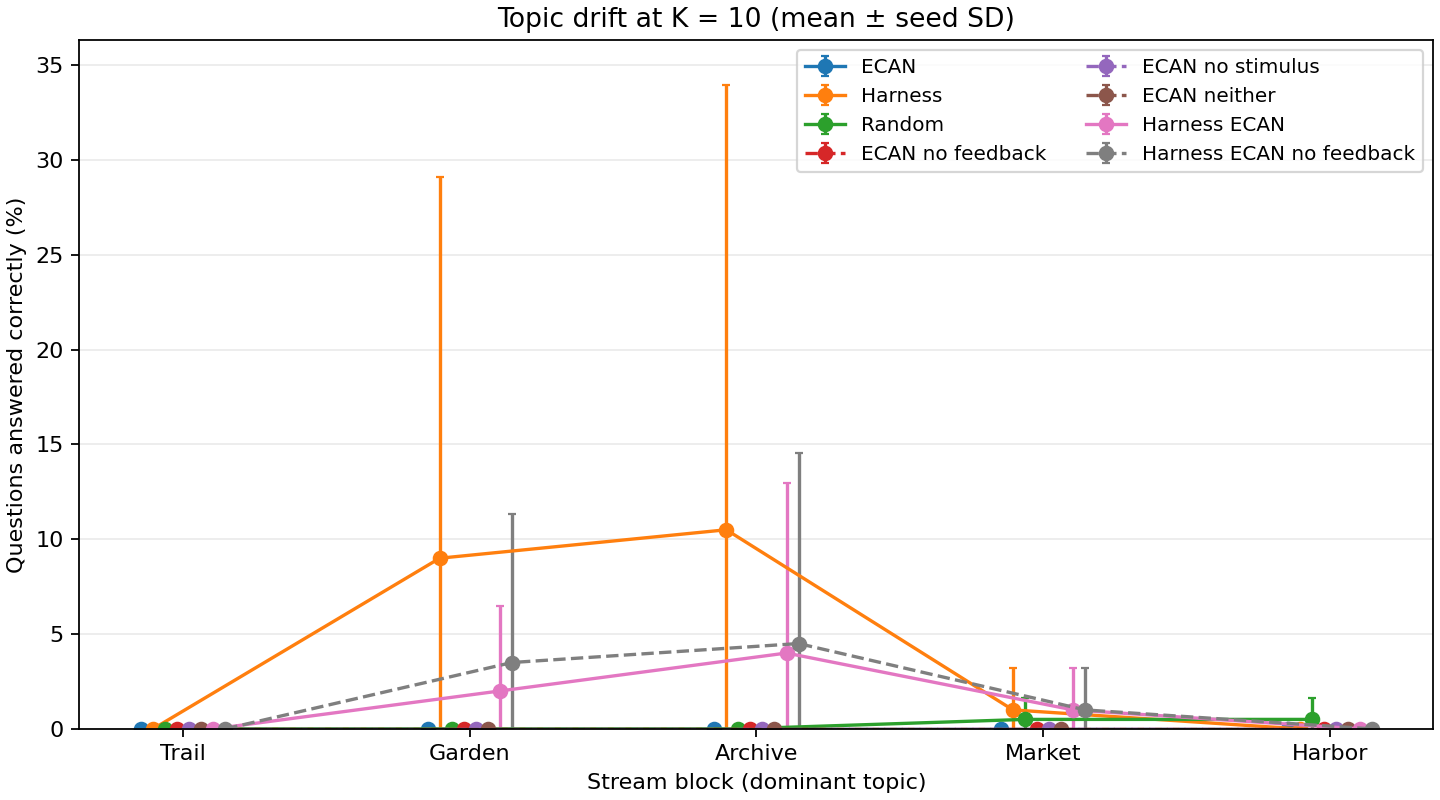 Topic drift at K = 10 (mean ± seed SD)
Questions answered correctly (%)
35
30
25
20
15
10
5
0
ECAN
Harness
Random
ECAN no feedback
ECAN no stimulus
ECAN neither
Harness ECAN
Harness ECAN no feedback
Trail Garden Archive Market Harbor
Stream block (dominant topic)